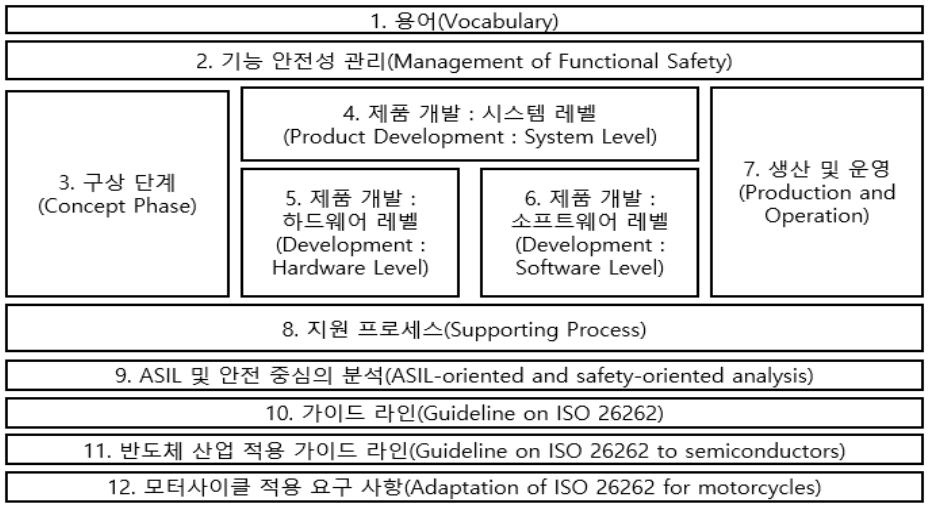 1. 용어(Vocabulary)
2. 기능 안전성 관리(Management of Functional Safety)
3. 구상 단계
(Concept Phase)
4. 제품 개발 : 시스템 레벨
(Product Development : System Level)
5. 제품 개발 :
하드웨어 레벨
(Development :
Hardware Level)
6. 제품 개발 :
소프트웨어 레벨
(Development :
Software Level)
7. 생산 및 운영
(Production and
Operation)
8. 지원 프로세스(Supporting Process)
9. ASIL 및 안전 중심의 분석(ASIL-oriented and safety-oriented analysis)
10. 가이드 라인(Guideline on ISO 26262)
11. 반도체 산업 적용 가이드 라인(Guideline on ISO 26262 to semiconductors)
12. 모터사이클 적용 요구 사항(Adaptation of ISO 26262 for motorcycles)